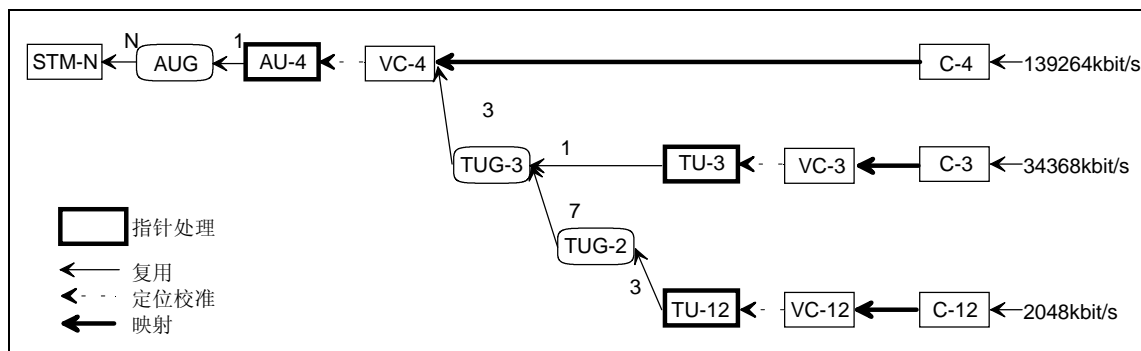 N
1
STM-N
AUG
AU-4
VC-4
C-4
139264kbit/s
3
1
TUG-3
TU-3
VC-3
C-3
34368kbit/s
7
TUG-2
3
TU-12
VC-12
C-12
2048kbit/s
指针处理
复用
定位校准
映射